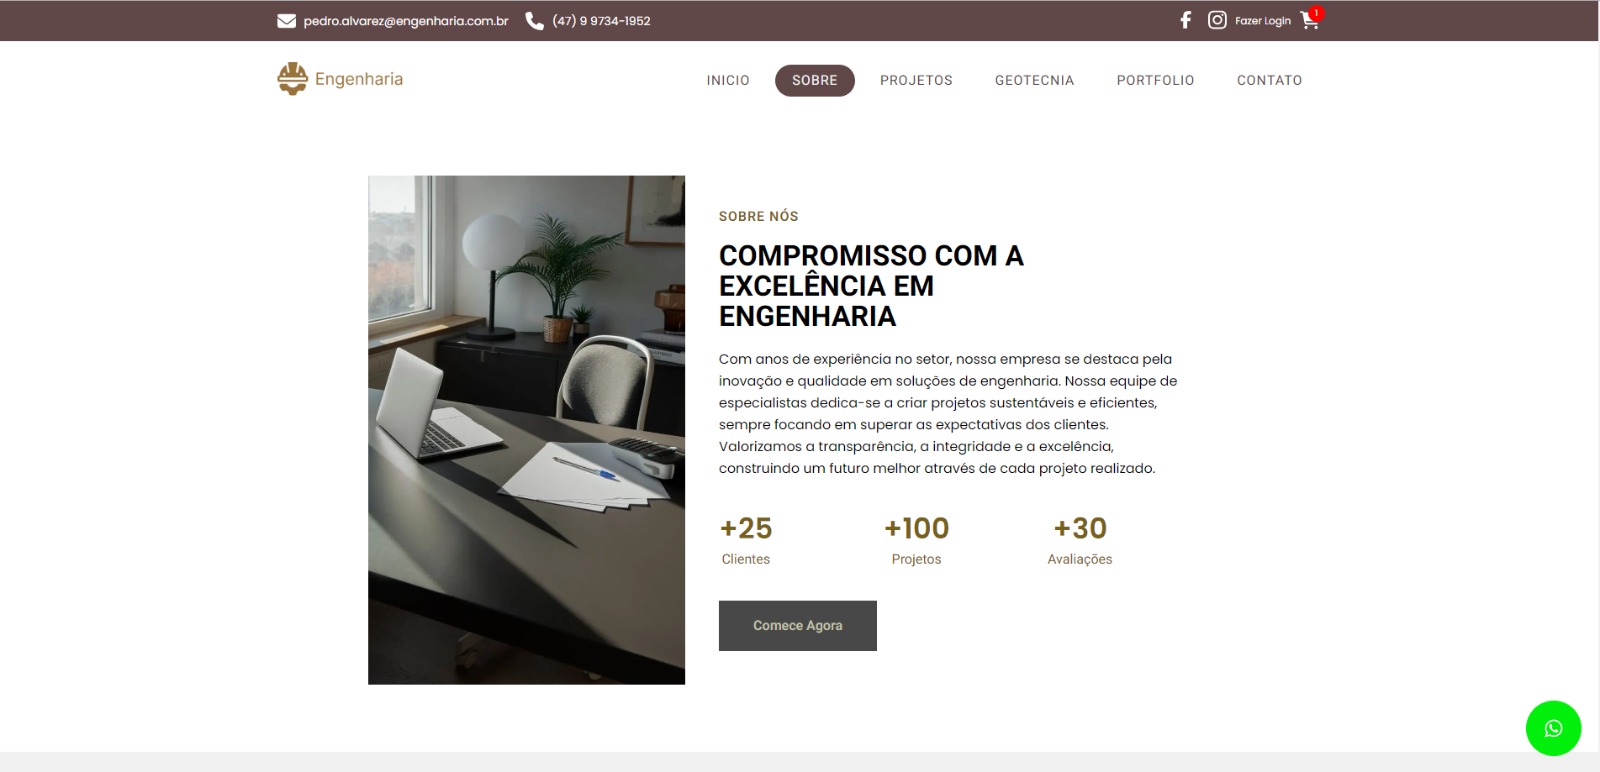 pedro.alvarez@engenharia.com.br (47) 9 9734-1952 Fazer Login 1
Engenharia
INICIO SOBRE PROJETOS GEOTECNIA PORTFOLIO CONTATO
SOBRE NÓS
COMPROMISSO COM A
EXCELÊNCIA EM
ENGENHARIA
Com anos de experiência no setor, nossa empresa se destaca pela
inovação e qualidade em soluções de engenharia. Nossa equipe de
especialistas dedica-se a criar projetos sustentáveis e eficientes,
sempre focando em superar as expectativas dos clientes.
Valorizamos a transparência, a integridade e a excelência,
construindo um futuro melhor através de cada projeto realizado.
+25 +100 +30
Clientes Projetos Avaliações
Comece Agora